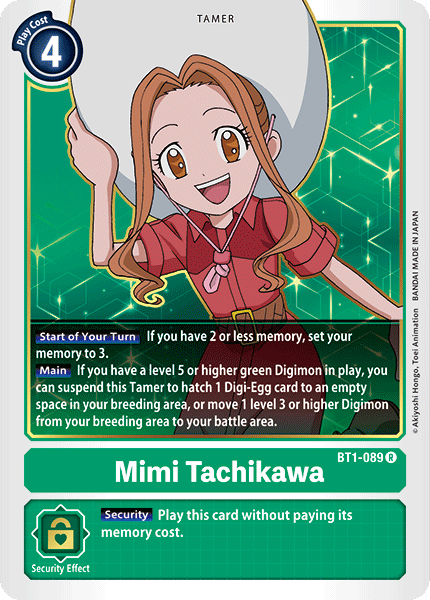 TAMER
Play Cost
4
Start of Your Turn If you have 2 or less memory, set your
memory to 3.
Main If you have a level 5 or higher green Digimon in play, you
can suspend this Tamer to hatch 1 Digi-Egg card to an empty
space in your breeding area, or move 1 level 3 or higher Digimon
from your breeding area to your battle area.
©Akiyoshi Hongo, Toei Animation BANDAI MADE IN JAPAN
BT1-089 R
Mimi Tachikawa
Security Play this card without paying its
memory cost.
Security Effect